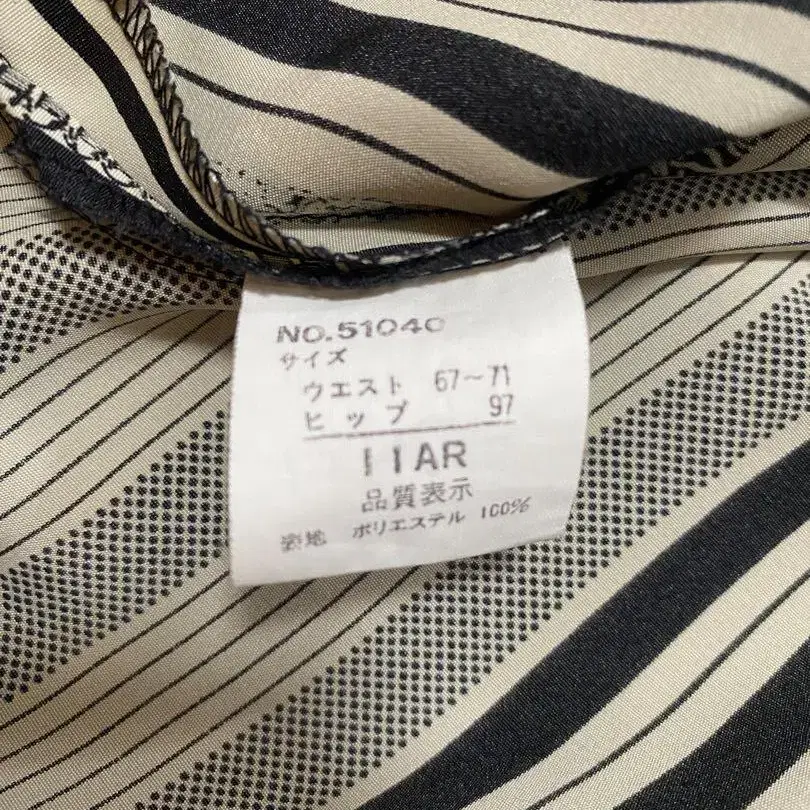 NO.51040
サイズ
ウエスト 67～71
ヒップ 97
11AR
品質表示
表地 ポリエステル 100%